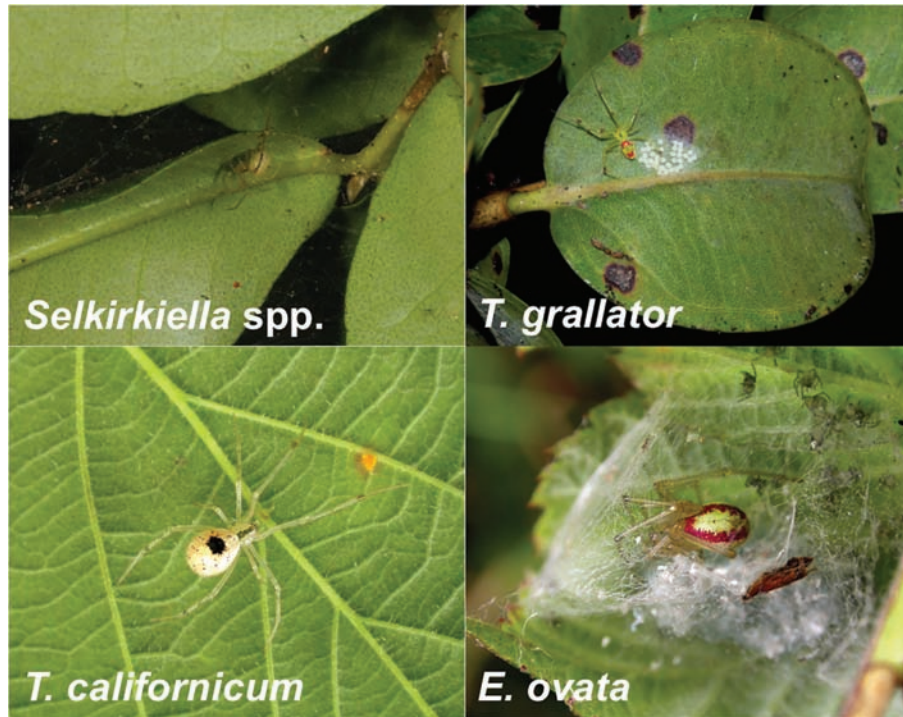 Selkirkiella spp.
T. grallator
T. californicum
E. ovata